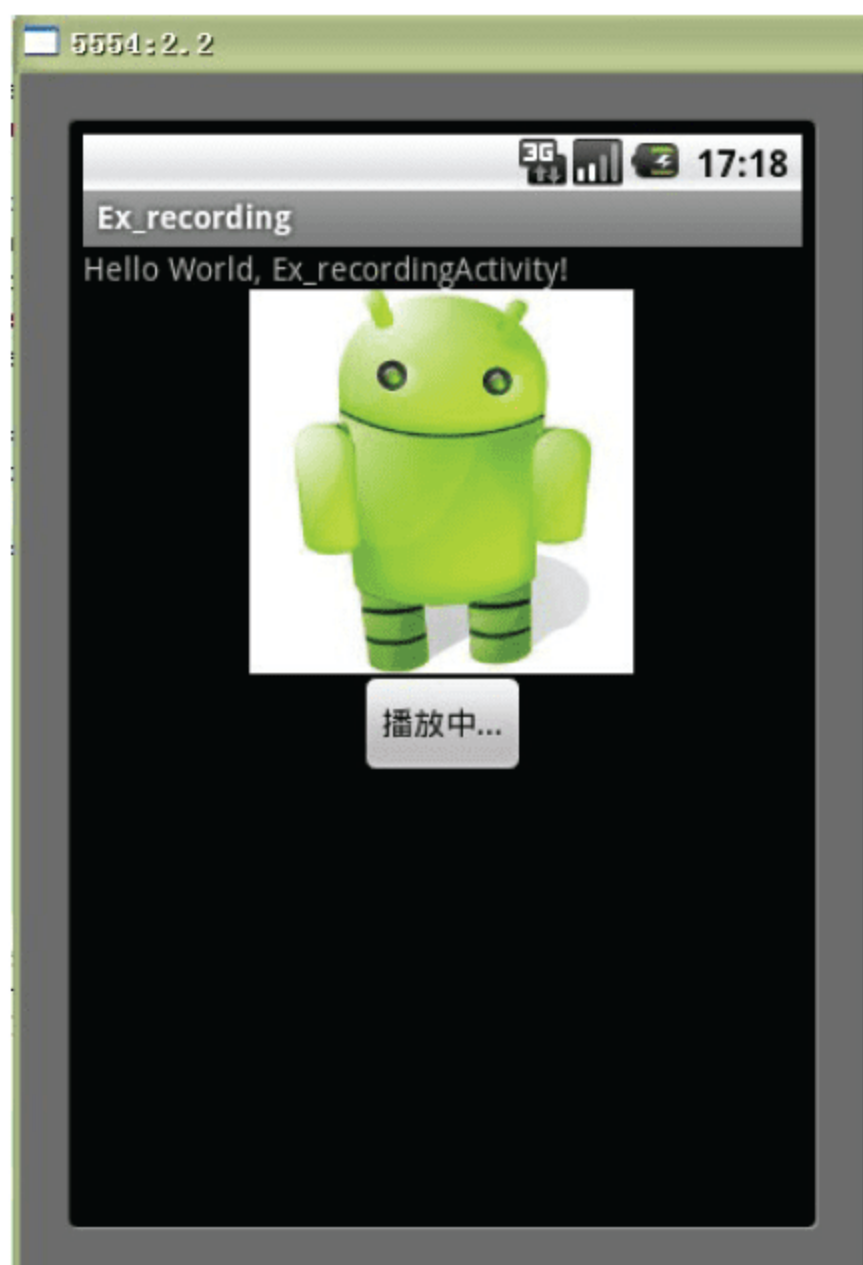 5554:2.2
3G 17:18
Ex_recording
Hello World, Ex_recordingActivity!
播放中...